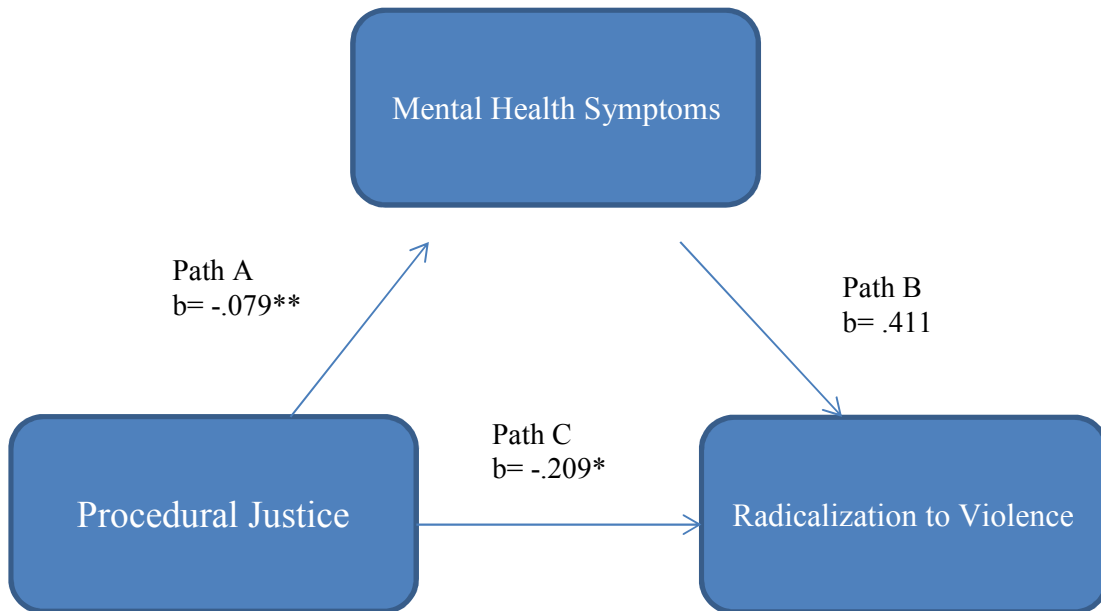 Mental Health Symptoms
Path A
b= -.079**
Path B
b= .411
Path C
b= -.209*
Procedural Justice
Radicalization to Violence